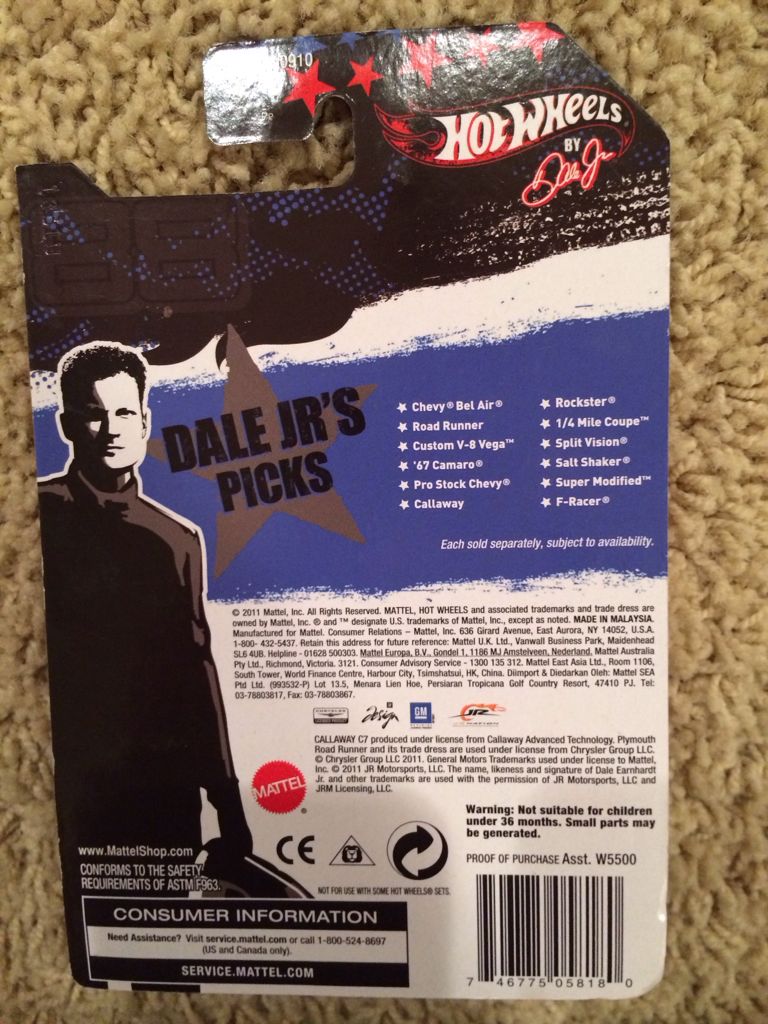 0910
HOT WHEELS
BY
Dale Jr.
88
DALE JR'S
PICKS
Chevy® Bel Air®
Road Runner
Custom V-8 Vega™
'67 Camaro®
Pro Stock Chevy®
Callaway
Rockster®
1/4 Mile Coupe™
Split Vision®
Salt Shaker®
Super Modified™
F-Racer®
Each sold separately, subject to availability.
© 2011 Mattel, Inc. All Rights Reserved. MATTEL, HOT WHEELS and associated trademarks and trade dress are
owned by Mattel, Inc. ® and ™ designate U.S. trademarks of Mattel, Inc., except as noted. MADE IN MALAYSIA.
Manufactured for Mattel. Consumer Relations – Mattel, Inc. 636 Girard Avenue, East Aurora, NY 14052, U.S.A.
1-800- 432-5437. Retain this address for future reference: Mattel U.K. Ltd., Vanwall Business Park, Maidenhead
SL6 4UB. Helpline - 01628 500303. Mattel Europa, B.V., Gondel 1, 1186 MJ Amstelveen, Nederland. Mattel Australia
Pty Ltd., Richmond, Victoria. 3121. Consumer Advisory Service - 1300 135 312. Mattel East Asia Ltd., Room 1106,
South Tower, World Finance Centre, Harbour City, Tsimshatsui, HK, China. Diimport & Diedarkan Oleh: Mattel SEA
Ptd Ltd. (993532-P) Lot 13.5, Menara Lien Hoe, Persiaran Tropicana Golf Country Resort, 47410 PJ. Tel:
03-78803817, Fax: 03-78803867.
GM
JR
NATION
CALLAWAY C7 produced under license from Callaway Advanced Technology. Plymouth
Road Runner and its trade dress are used under license from Chrysler Group LLC.
© Chrysler Group LLC 2011. General Motors Trademarks used under license to Mattel,
Inc. © 2011 JR Motorsports, LLC. The name, likeness and signature of Dale Earnhardt
Jr. and other trademarks are used with the permission of JR Motorsports, LLC and
JRM Licensing, LLC.
MATTEL®
Warning: Not suitable for children
under 36 months. Small parts may
be generated.
CE
www.MattelShop.com
CONFORMS TO THE SAFETY
REQUIREMENTS OF ASTM F963.
NOT FOR USE WITH SOME HOT WHEELS® SETS.
PROOF OF PURCHASE Asst. W5500
CONSUMER INFORMATION
Need Assistance? Visit service.mattel.com or call 1-800-524-8697
(US and Canada only).
SERVICE.MATTEL.COM
7 46775 05818 0